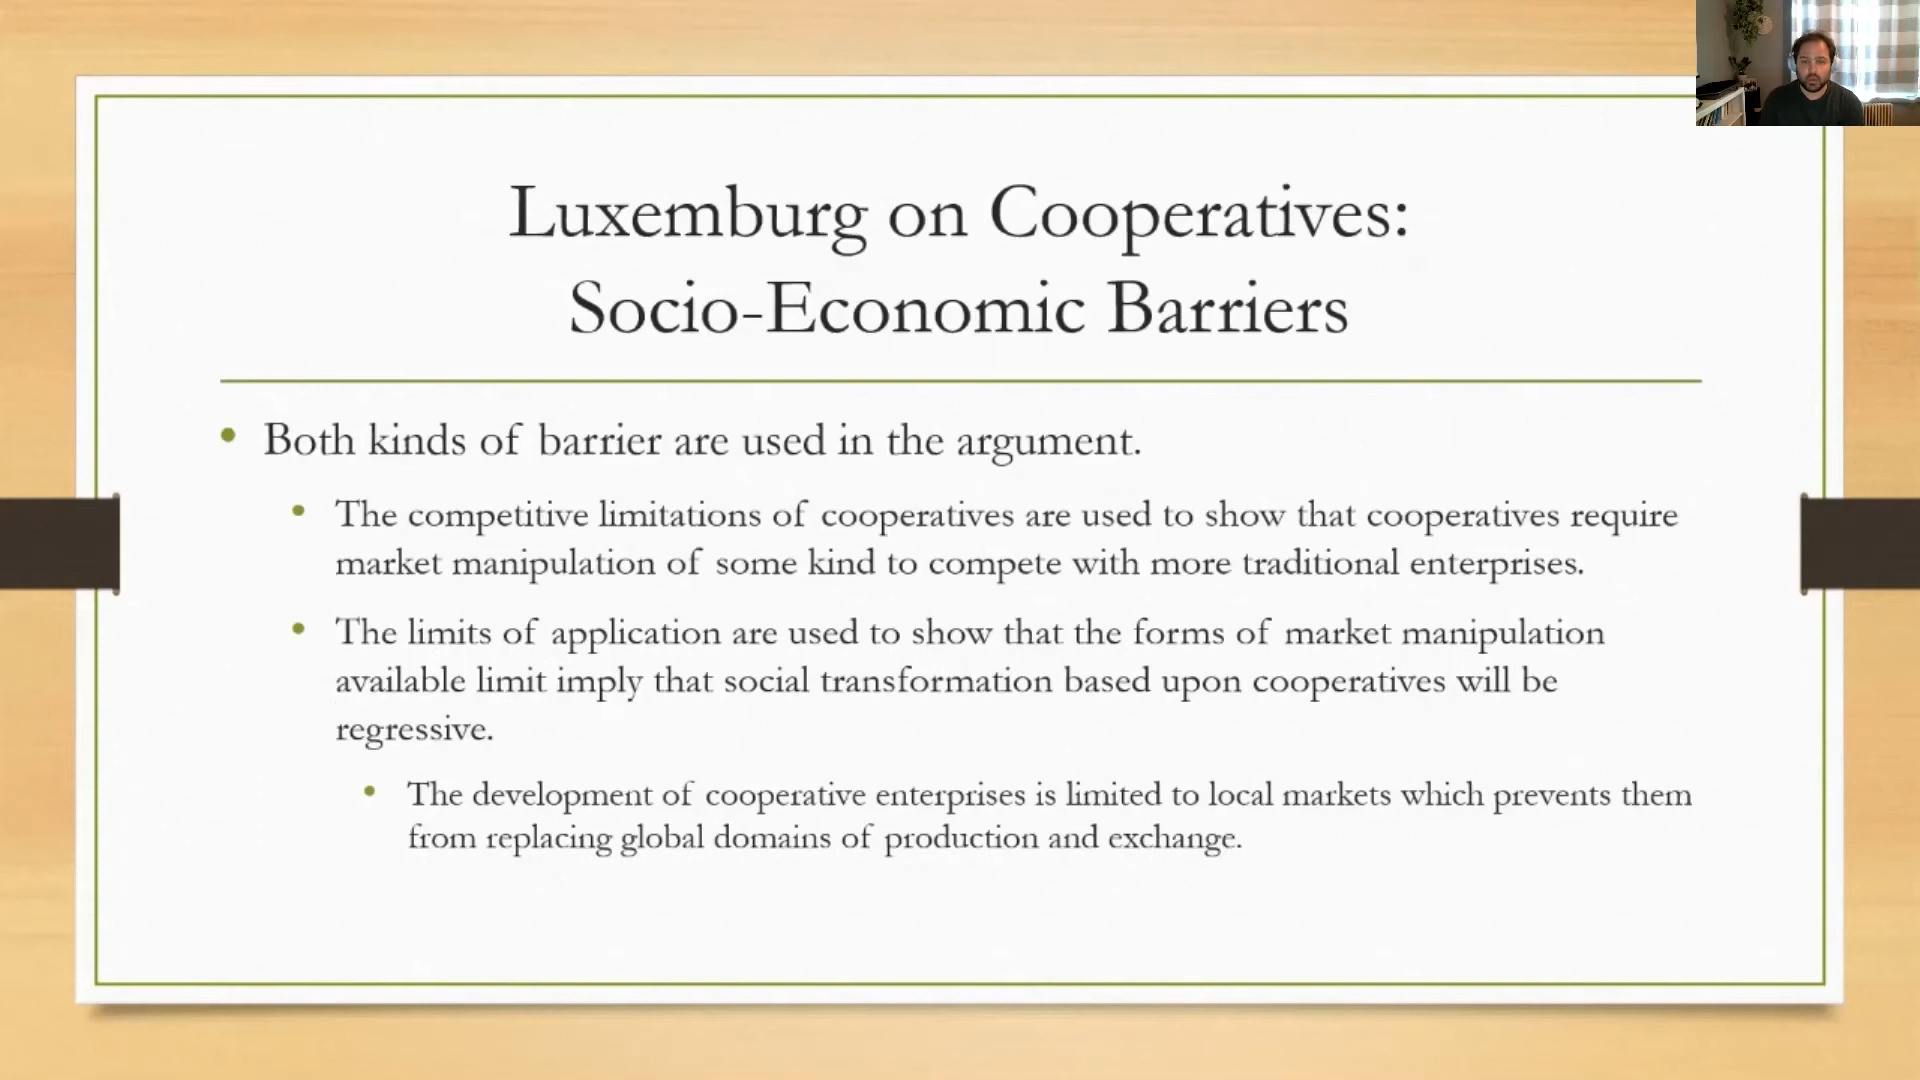 Luxemburg on Cooperatives:
Socio-Economic Barriers
• Both kinds of barrier are used in the argument.
• The competitive limitations of cooperatives are used to show that cooperatives require
market manipulation of some kind to compete with more traditional enterprises.
• The limits of application are used to show that the forms of market manipulation
available limit imply that social transformation based upon cooperatives will be
regressive.
• The development of cooperative enterprises is limited to local markets which prevents them
from replacing global domains of production and exchange.